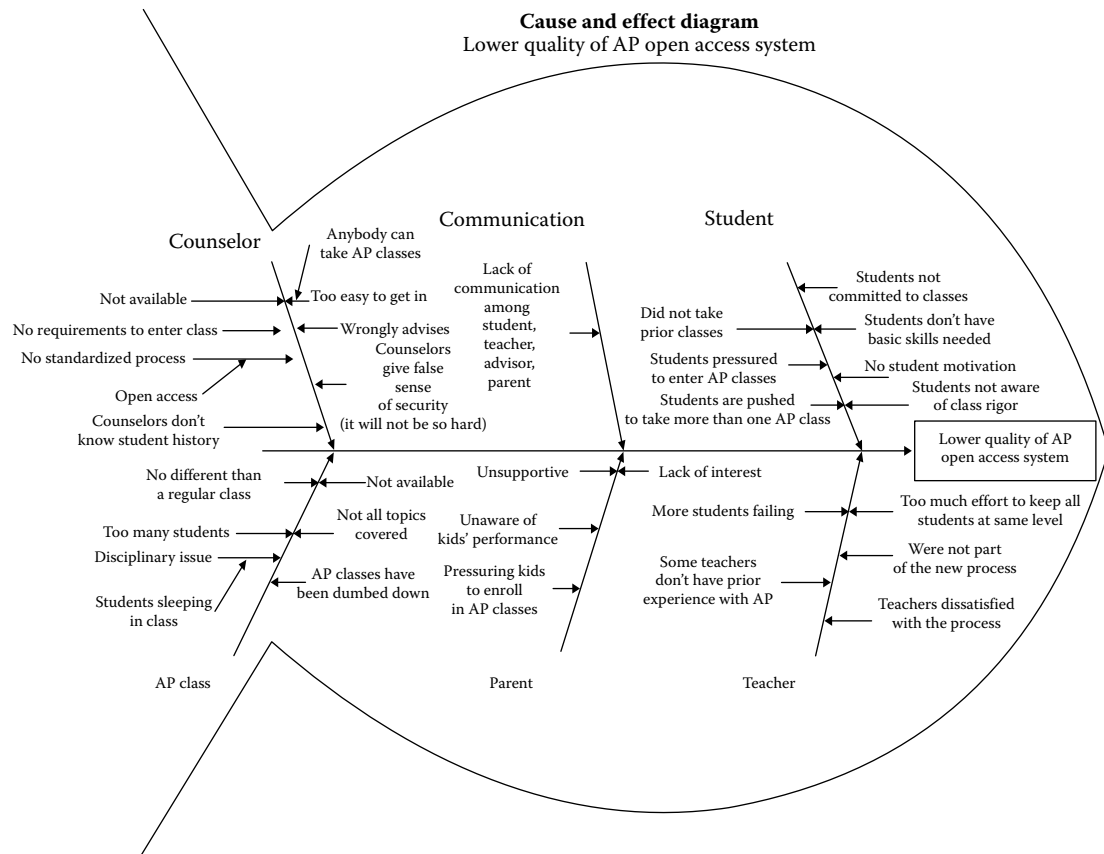 Cause and effect diagram
Lower quality of AP open access system
Counselor
Communication
Student
Anybody can
take AP classes
Not available
Too easy to get in
No requirements to enter class
Wrongly advises
No standardized process
Counselors
give false
sense
of security
(it will not be so hard)
Open access
Counselors don’t
know student history
Lack of
communication
among
student,
teacher,
advisor,
parent
Students not
committed to classes
Did not take
prior classes
Students don’t have
basic skills needed
Students pressured
to enter AP classes
No student motivation
Students are pushed
to take more than one AP class
Students not aware
of class rigor
Lower quality of AP
open access system
No different than
a regular class
Not available
Too many students
Not all topics
covered
Disciplinary issue
AP classes have
been dumbed down
Students sleeping
in class
Unsupportive
Lack of interest
Unaware of
kids’ performance
Pressuring kids
to enroll
in AP classes
More students failing
Too much effort to keep all
students at same level
Some teachers
don’t have prior
experience with AP
Were not part
of the new process
Teachers dissatisfied
with the process
AP class
Parent
Teacher